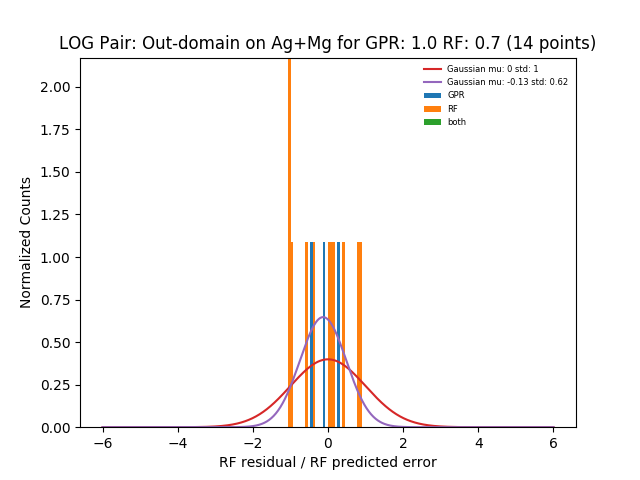 LOG Pair: Out-domain on Ag+Mg for GPR: 1.0 RF: 0.7 (14 points)
Gaussian mu: 0 std: 1
Gaussian mu: -0.13 std: 0.62
GPR
RF
both
Normalized Counts
2.00
1.75
1.50
1.25
1.00
0.75
0.50
0.25
0.00
−6 −4 −2 0 2 4 6
RF residual / RF predicted error